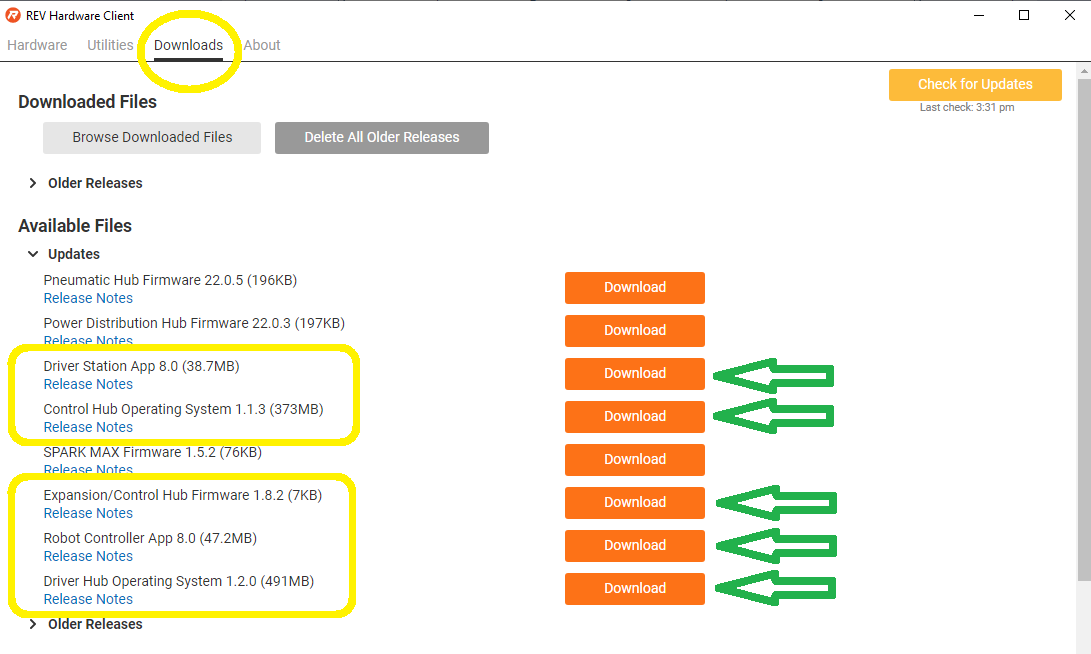 REV Hardware Client
Hardware Utilities Downloads About
Check for Updates
Last check: 3:31 pm
Downloaded Files
Browse Downloaded Files Delete All Older Releases
Older Releases
Available Files
Updates
Pneumatic Hub Firmware 22.0.5 (196KB) Download
Release Notes
Power Distribution Hub Firmware 22.0.3 (197KB) Download
Release Notes
Driver Station App 8.0 (38.7MB) Download
Release Notes
Control Hub Operating System 1.1.3 (373MB) Download
Release Notes
SPARK MAX Firmware 1.5.2 (76KB) Download
Release Notes
Expansion/Control Hub Firmware 1.8.2 (7KB) Download
Release Notes
Robot Controller App 8.0 (47.2MB) Download
Release Notes
Driver Hub Operating System 1.2.0 (491MB) Download
Release Notes
Older Releases